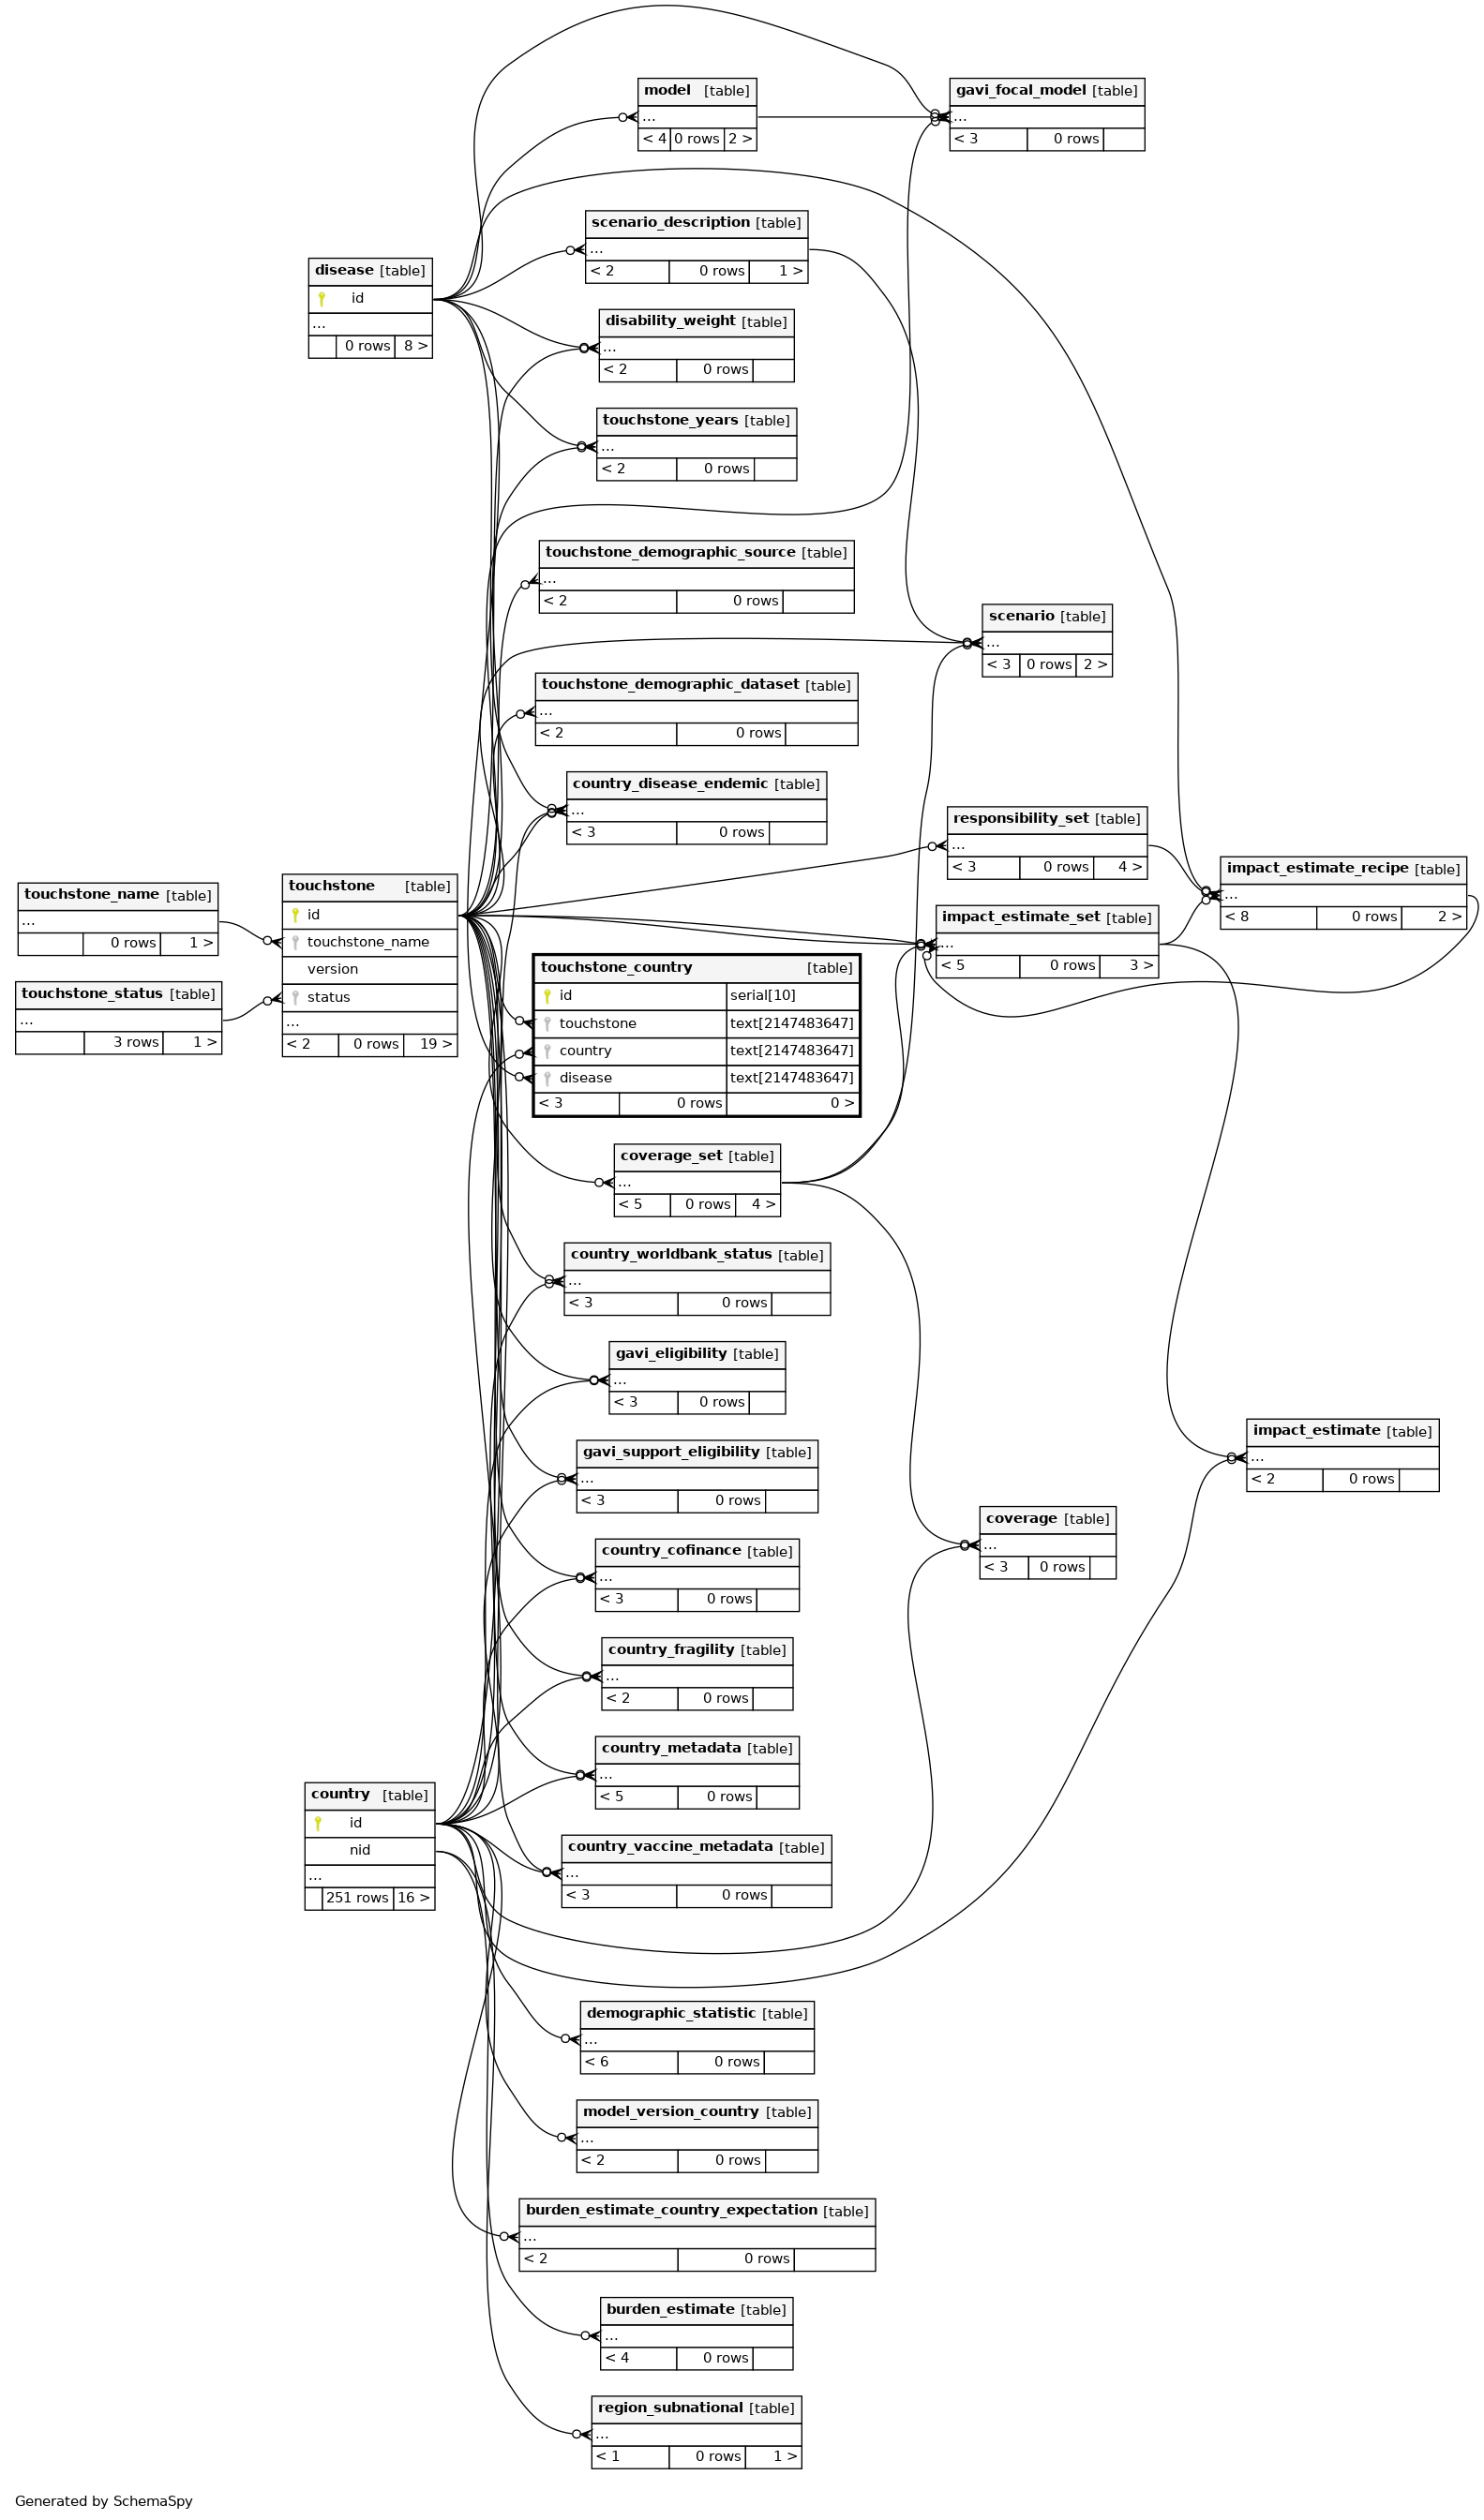 model [table]
...
< 4 0 rows 2 >
gavi_focal_model [table]
...
< 3 0 rows
scenario_description [table]
...
< 2 0 rows 1 >
disease [table]
id
...
0 rows 8 >
disability_weight [table]
...
< 2 0 rows
touchstone_years [table]
...
< 2 0 rows
touchstone_demographic_source [table]
...
< 2 0 rows
scenario [table]
...
< 3 0 rows 2 >
touchstone_demographic_dataset [table]
...
< 2 0 rows
country_disease_endemic [table]
...
< 3 0 rows
responsibility_set [table]
...
< 3 0 rows 4 >
impact_estimate_recipe [table]
...
< 8 0 rows 2 >
touchstone_name [table]
...
0 rows 1 >
touchstone [table]
id
touchstone_name
version
status
...
< 2 0 rows 19 >
impact_estimate_set [table]
...
< 5 0 rows 3 >
touchstone_status [table]
...
3 rows 1 >
touchstone_country [table]
id serial[10]
touchstone text[2147483647]
country text[2147483647]
disease text[2147483647]
< 3 0 rows 0 >
coverage_set [table]
...
< 5 0 rows 4 >
country_worldbank_status [table]
...
< 3 0 rows
gavi_eligibility [table]
...
< 3 0 rows
gavi_support_eligibility [table]
...
< 3 0 rows
impact_estimate [table]
...
< 2 0 rows
coverage [table]
...
< 3 0 rows
country_cofinance [table]
...
< 3 0 rows
country_fragility [table]
...
< 2 0 rows
country_metadata [table]
...
< 5 0 rows
country [table]
id
nid
...
251 rows 16 >
country_vaccine_metadata [table]
...
< 3 0 rows
demographic_statistic [table]
...
< 6 0 rows
model_version_country [table]
...
< 2 0 rows
burden_estimate_country_expectation [table]
...
< 2 0 rows
burden_estimate [table]
...
< 4 0 rows
region_subnational [table]
...
< 1 0 rows 1 >
Generated by SchemaSpy